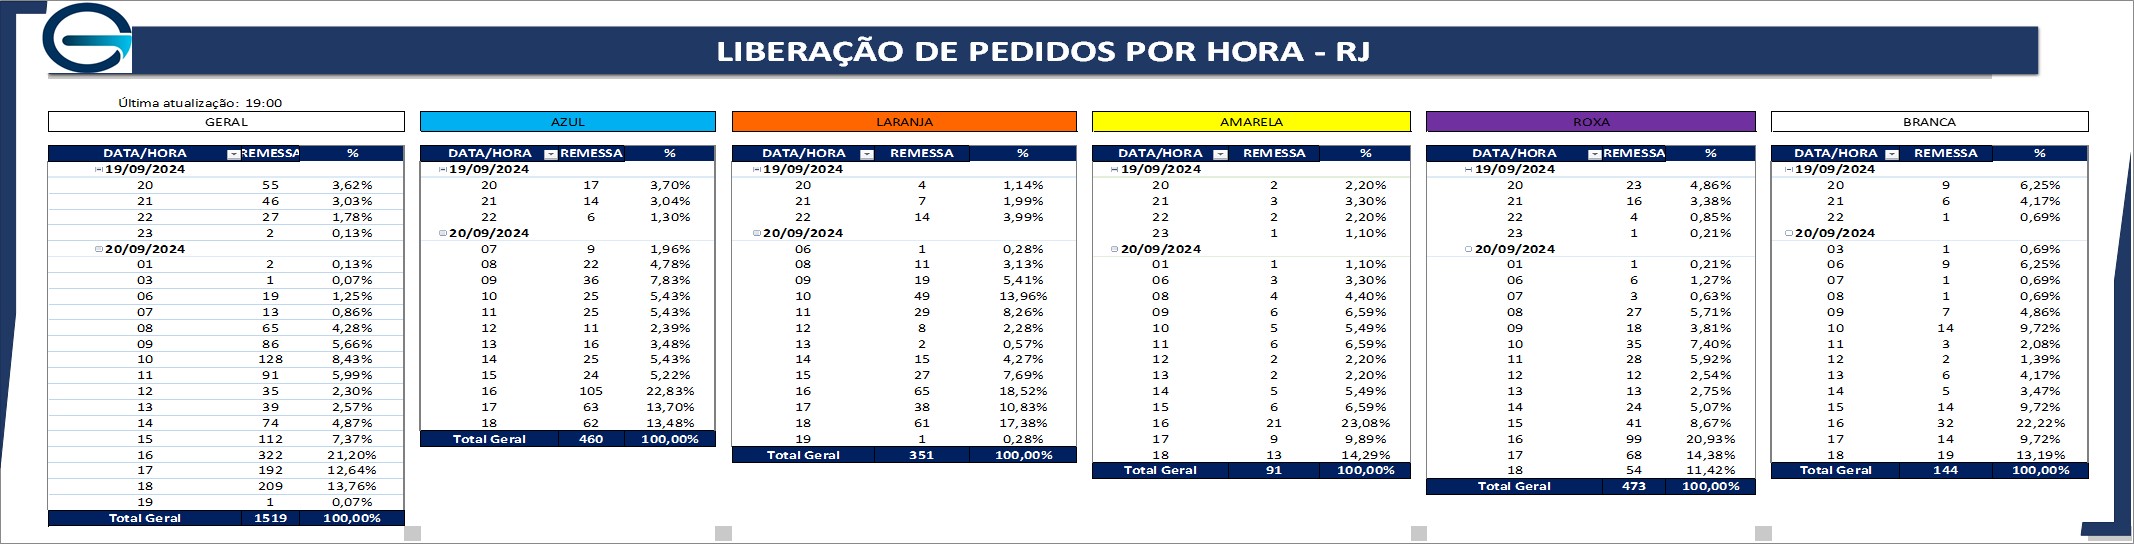 LIBERAÇÃO DE PEDIDOS POR HORA - RJ
Última atualização: 19:00
GERAL
DATA/HORA REMESSA %
19/09/2024
20 55 3,62%
21 46 3,03%
22 27 1,78%
23 2 0,13%
20/09/2024
01 2 0,13%
03 1 0,07%
06 19 1,25%
07 13 0,86%
08 65 4,28%
09 86 5,66%
10 128 8,43%
11 91 5,99%
12 35 2,30%
13 39 2,57%
14 74 4,87%
15 112 7,37%
16 322 21,20%
17 192 12,64%
18 209 13,76%
19 1 0,07%
Total Geral 1519 100,00%
AZUL
DATA/HORA REMESSA %
19/09/2024
20 17 3,70%
21 14 3,04%
22 6 1,30%
20/09/2024
07 9 1,96%
08 22 4,78%
09 36 7,83%
10 25 5,43%
11 25 5,43%
12 11 2,39%
13 16 3,48%
14 25 5,43%
15 24 5,22%
16 105 22,83%
17 63 13,70%
18 62 13,48%
Total Geral 460 100,00%
LARANJA
DATA/HORA REMESSA %
19/09/2024
20 4 1,14%
21 7 1,99%
22 14 3,99%
20/09/2024
06 1 0,28%
08 11 3,13%
09 19 5,41%
10 49 13,96%
11 29 8,26%
12 8 2,28%
13 2 0,57%
14 15 4,27%
15 27 7,69%
16 65 18,52%
17 38 10,83%
18 61 17,38%
19 1 0,28%
Total Geral 351 100,00%
AMARELA
DATA/HORA REMESSA %
19/09/2024
20 2 2,20%
21 3 3,30%
22 2 2,20%
23 1 1,10%
20/09/2024
01 1 1,10%
06 3 3,30%
08 4 4,40%
09 6 6,59%
10 5 5,49%
11 6 6,59%
12 2 2,20%
13 2 2,20%
14 5 5,49%
15 6 6,59%
16 21 23,08%
17 9 9,89%
18 13 14,29%
Total Geral 91 100,00%
ROXA
DATA/HORA REMESSA %
19/09/2024
20 23 4,86%
21 16 3,38%
22 4 0,85%
23 1 0,21%
20/09/2024
01 1 0,21%
06 6 1,27%
07 3 0,63%
08 27 5,71%
09 18 3,81%
10 35 7,40%
11 28 5,92%
12 12 2,54%
13 13 2,75%
14 24 5,07%
15 41 8,67%
16 99 20,93%
17 68 14,38%
18 54 11,42%
Total Geral 473 100,00%
BRANCA
DATA/HORA REMESSA %
19/09/2024
20 9 6,25%
21 6 4,17%
22 1 0,69%
20/09/2024
03 1 0,69%
06 9 6,25%
07 1 0,69%
08 1 0,69%
09 7 4,86%
10 14 9,72%
11 3 2,08%
12 2 1,39%
13 6 4,17%
14 5 3,47%
15 14 9,72%
16 32 22,22%
17 14 9,72%
18 19 13,19%
Total Geral 144 100,00%